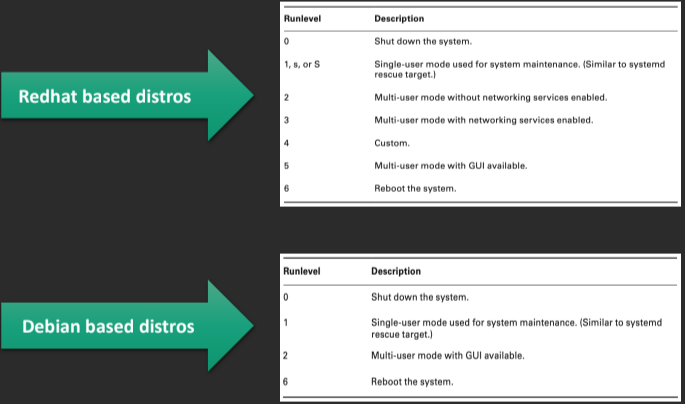 Redhat based distros
Runlevel Description
0 Shut down the system.
1, s, or S Single-user mode used for system maintenance. (Similar to systemd
rescue target.)
2 Multi-user mode without networking services enabled.
3 Multi-user mode with networking services enabled.
4 Custom.
5 Multi-user mode with GUI available.
6 Reboot the system.
Debian based distros
Runlevel Description
0 Shut down the system.
1 Single-user mode used for system maintenance. (Similar to systemd
rescue target.)
2 Multi-user mode with GUI available.
6 Reboot the system.